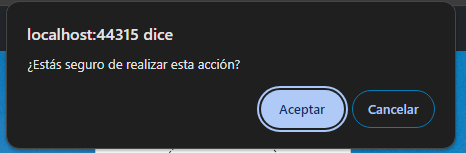 localhost:44315 dice
¿Estás seguro de realizar esta acción?
Aceptar
Cancelar